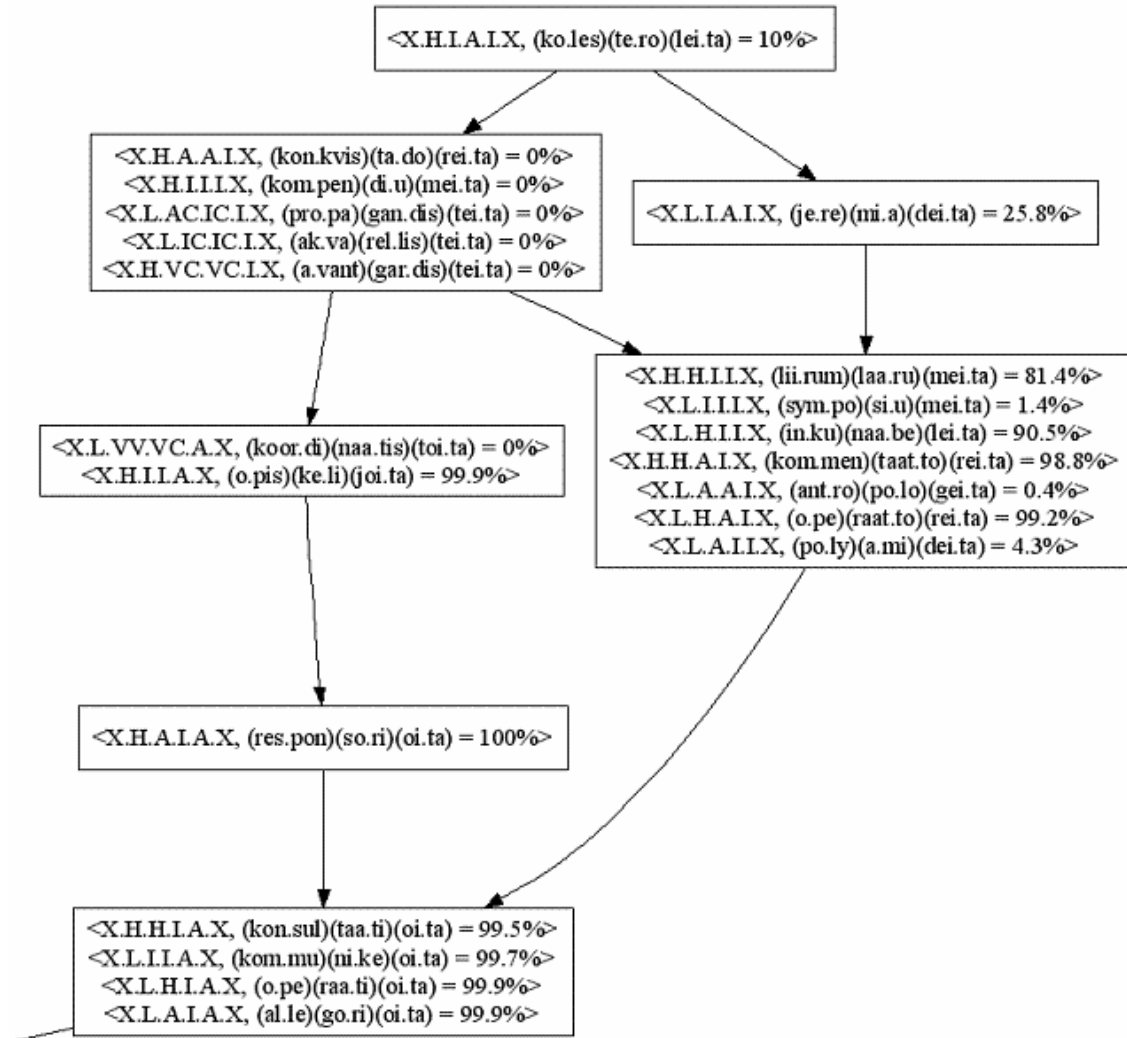 <X.H.I.A.I.X, (ko.les)(te.ro)(lei.ta) = 10%>
<X.H.A.A.I.X, (kon.kvis)(ta.do)(rei.ta) = 0%>
<X.H.I.I.I.X, (kom.pen)(di.u)(mei.ta) = 0%>
<X.L.AC.IC.I.X, (pro.pa)(gan.dis)(tei.ta) = 0%>
<X.L.IC.IC.I.X, (ak.va)(rel.lis)(tei.ta) = 0%>
<X.H.VC.VC.I.X, (a.vant)(gar.dis)(tei.ta) = 0%>
<X.L.I.A.I.X, (je.re)(mi.a)(dei.ta) = 25.8%>
<X.H.H.I.I.X, (lii.rum)(laa.ru)(mei.ta) = 81.4%>
<X.L.I.I.I.X, (sym.po)(si.u)(mei.ta) = 1.4%>
<X.L.H.I.I.X, (in.ku)(naa.be)(lei.ta) = 90.5%>
<X.H.H.A.I.X, (kom.men)(taat.to)(rei.ta) = 98.8%>
<X.L.A.A.I.X, (ant.ro)(po.lo)(gei.ta) = 0.4%>
<X.L.H.A.I.X, (o.pe)(raat.to)(rei.ta) = 99.2%>
<X.L.A.I.I.X, (po.ly)(a.mi)(dei.ta) = 4.3%>
<X.L.VV.VC.A.X, (koor.di)(naa.tis)(toi.ta) = 0%>
<X.H.I.I.A.X, (o.pis)(ke.li)(joi.ta) = 99.9%>
<X.H.A.I.A.X, (res.pon)(so.ri)(oi.ta) = 100%>
<X.H.H.I.A.X, (kon.sul)(taa.ti)(oi.ta) = 99.5%>
<X.L.I.I.A.X, (kom.mu)(ni.ke)(oi.ta) = 99.7%>
<X.L.H.I.A.X, (o.pe)(raa.ti)(oi.ta) = 99.9%>
<X.L.A.I.A.X, (al.le)(go.ri)(oi.ta) = 99.9%>